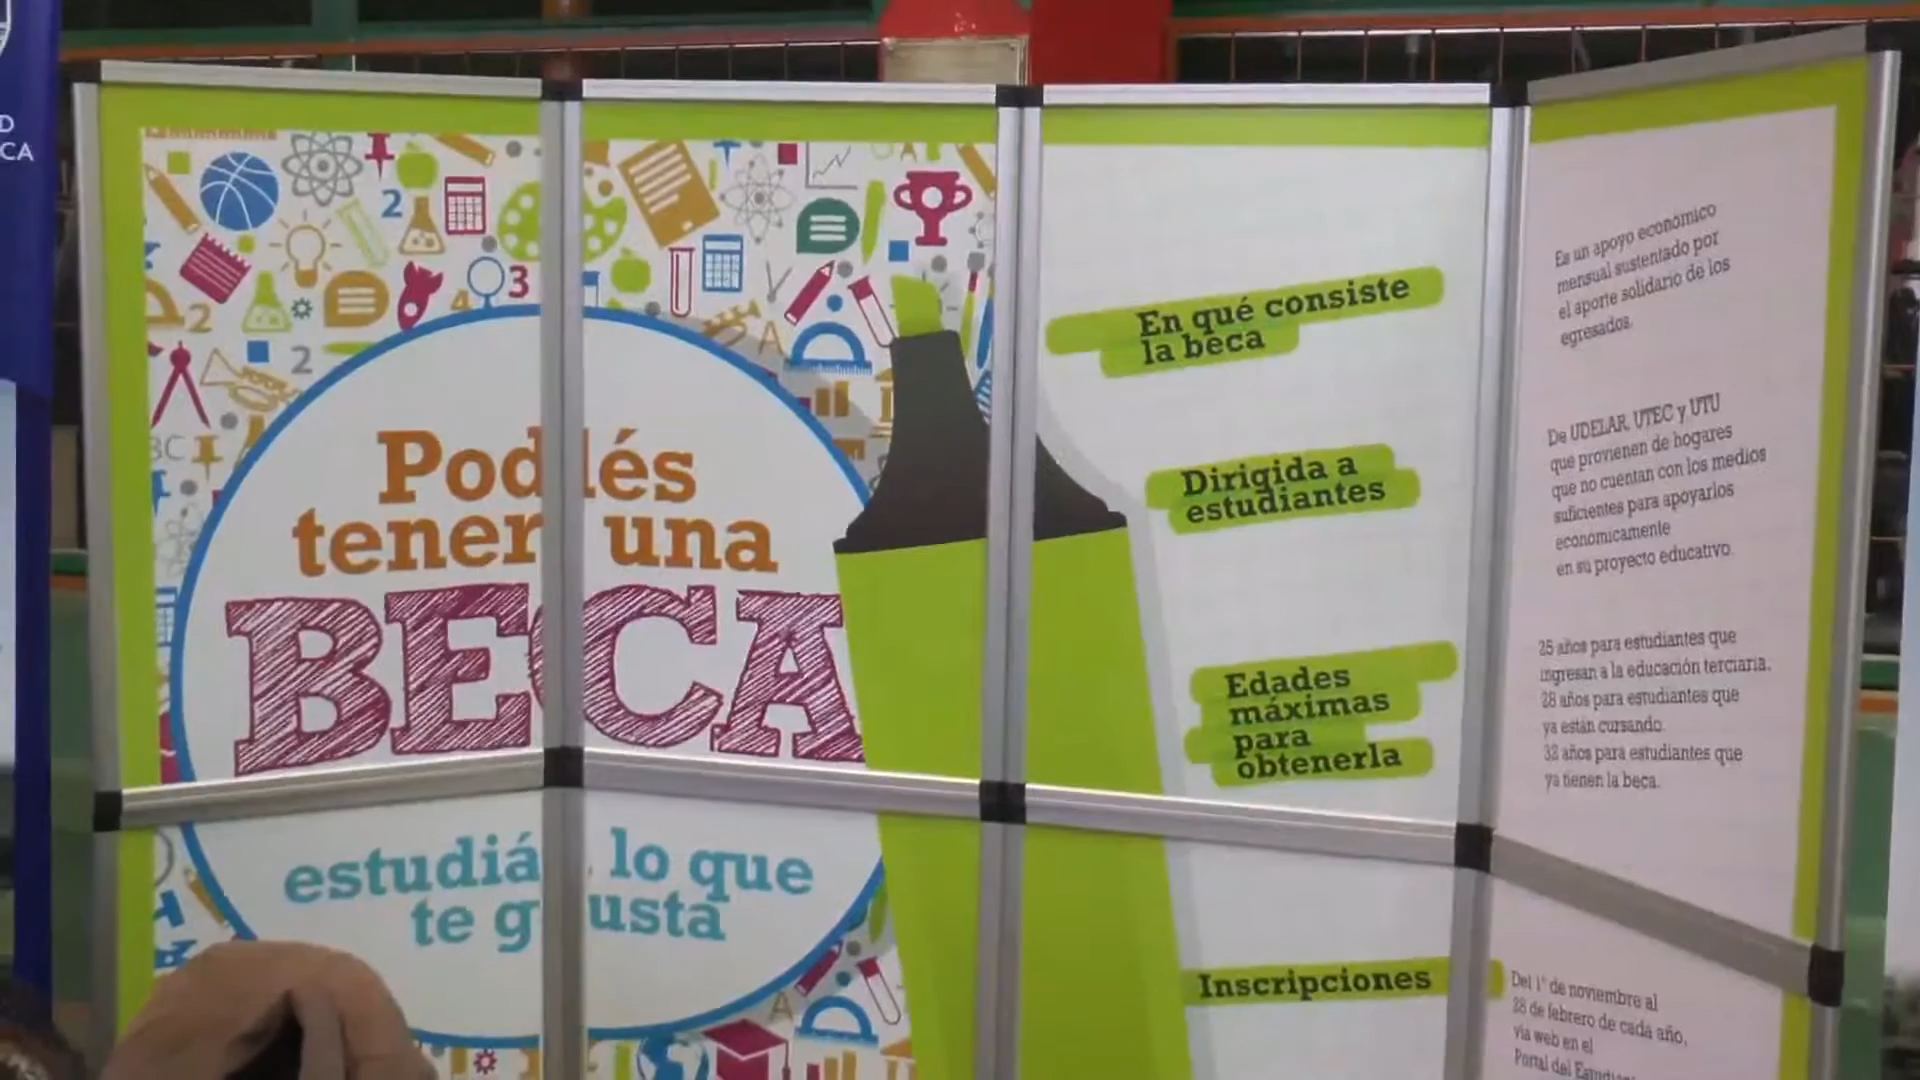 D
CA
Podés
tener una
BECA
estudiá lo que
te gusta
En qué consiste
la beca
Es un apoyo económico
mensual sustentado por
el aporte solidario de los
egresados.
Dirigida a
estudiantes
De UDELAR, UTEC y UTU
que provienen de hogares
que no cuentan con los medios
suficientes para apoyarlos
económicamente
en su proyecto educativo.
Edades
máximas
para
obtenerla
25 años para estudiantes que
ingresan a la educación terciaria.
28 años para estudiantes que
ya están cursando.
32 años para estudiantes que
ya tienen la beca.
Inscripciones
Del 1° de noviembre al
28 de febrero de cada año,
vía web en el
Portal del